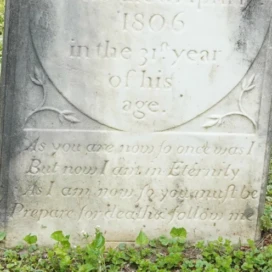 1806
in the 31st year
of his
age.
As you are now so once was I
But now I am in Eternity
As I am now so you must be
Prepare for death & follow me